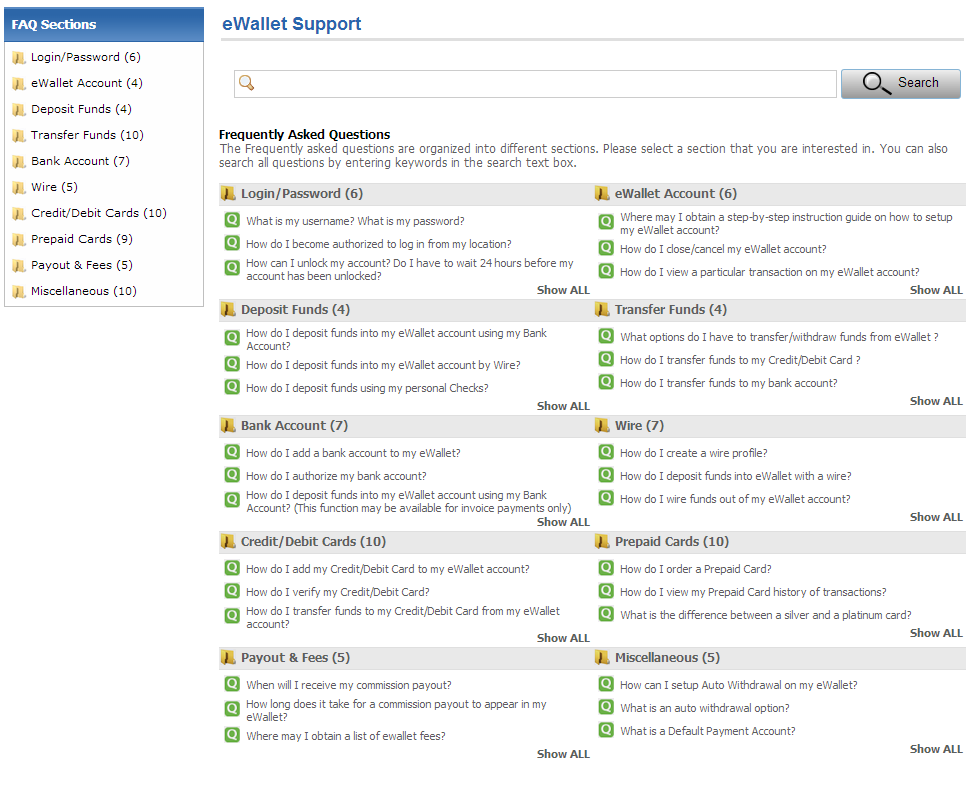 FAQ Sections
Login/Password (6)
eWallet Account (4)
Deposit Funds (4)
Transfer Funds (10)
Bank Account (7)
Wire (5)
Credit/Debit Cards (10)
Prepaid Cards (9)
Payout & Fees (5)
Miscellaneous (10)
eWallet Support
Search
Frequently Asked Questions
The Frequently asked questions are organized into different sections. Please select a section that you are interested in. You can also
search all questions by entering keywords in the search text box.
Login/Password (6)
What is my username? What is my password?
How do I become authorized to log in from my location?
How can I unlock my account? Do I have to wait 24 hours before my
account has been unlocked?
Show ALL
eWallet Account (6)
Where may I obtain a step-by-step instruction guide on how to setup
my eWallet account?
How do I close/cancel my eWallet account?
How do I view a particular transaction on my eWallet account?
Show ALL
Deposit Funds (4)
How do I deposit funds into my eWallet account using my Bank
Account?
How do I deposit funds into my eWallet account by Wire?
How do I deposit funds using my personal Checks?
Show ALL
Transfer Funds (4)
What options do I have to transfer/withdraw funds from eWallet ?
How do I transfer funds to my Credit/Debit Card ?
How do I transfer funds to my bank account?
Show ALL
Bank Account (7)
How do I add a bank account to my eWallet?
How do I authorize my bank account?
How do I deposit funds into my eWallet account using my Bank
Account? (This function may be available for invoice payments only)
Show ALL
Wire (7)
How do I create a wire profile?
How do I deposit funds into eWallet with a wire?
How do I wire funds out of my eWallet account?
Show ALL
Credit/Debit Cards (10)
How do I add my Credit/Debit Card to my eWallet account?
How do I verify my Credit/Debit Card?
How do I transfer funds to my Credit/Debit Card from my eWallet
account?
Show ALL
Prepaid Cards (10)
How do I order a Prepaid Card?
How do I view my Prepaid Card history of transactions?
What is the difference between a silver and a platinum card?
Show ALL
Payout & Fees (5)
When will I receive my commission payout?
How long does it take for a commission payout to appear in my
eWallet?
Where may I obtain a list of ewallet fees?
Show ALL
Miscellaneous (5)
How can I setup Auto Withdrawal on my eWallet?
What is an auto withdrawal option?
What is a Default Payment Account?
Show ALL